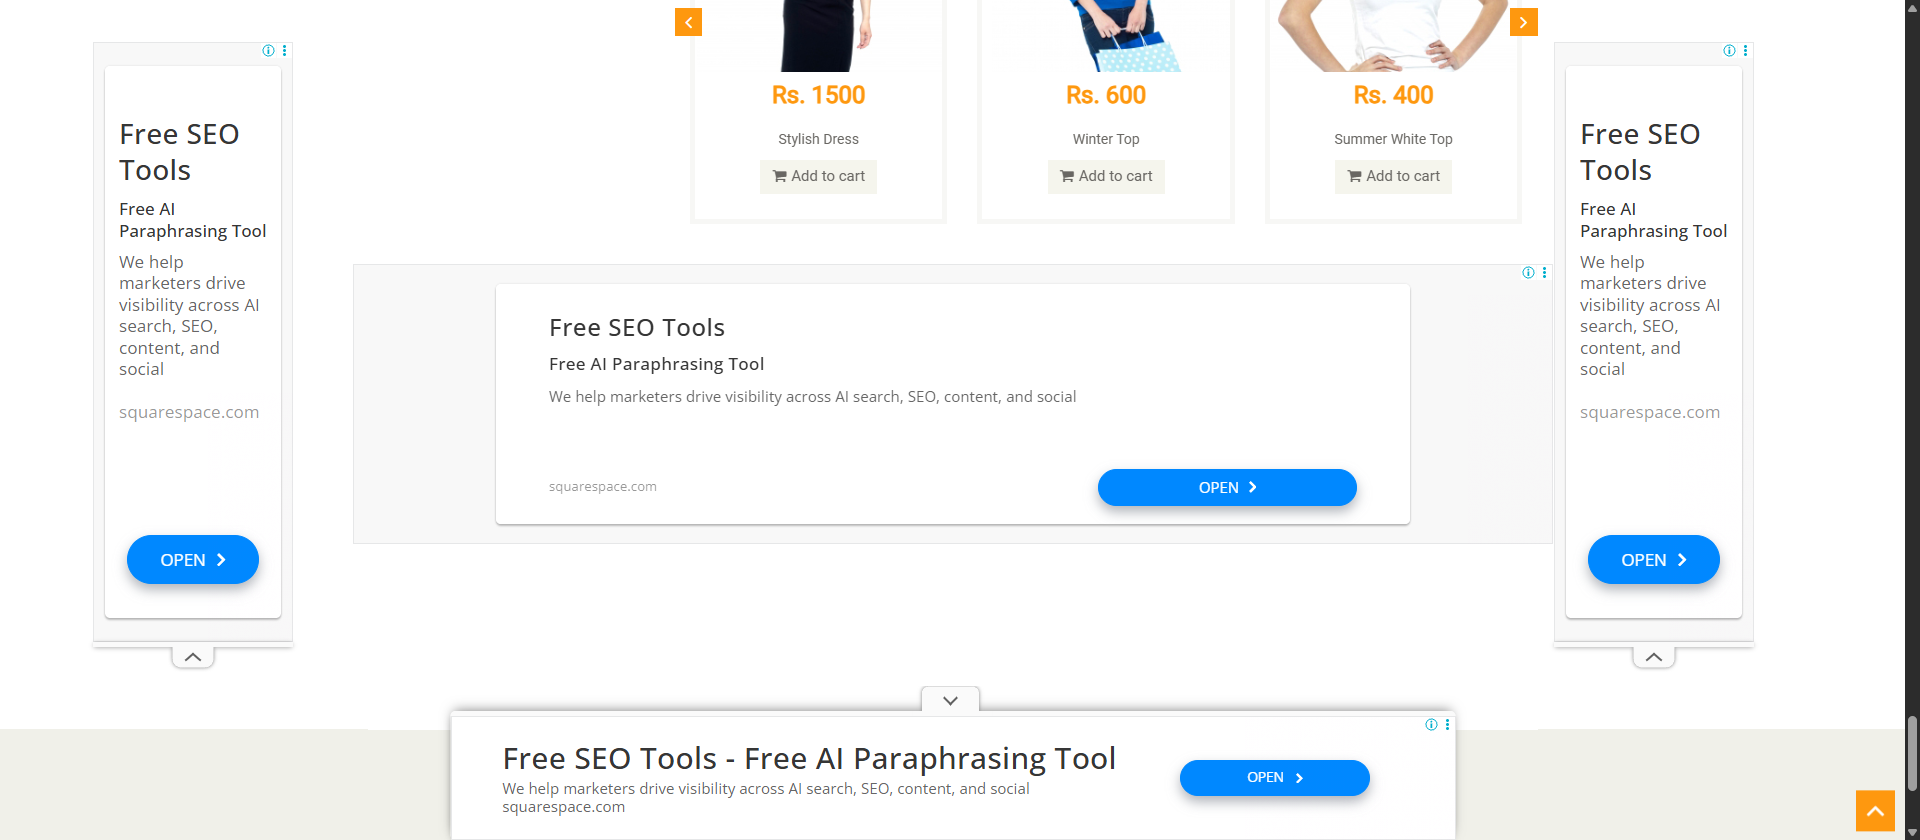 Free SEO
Tools
Free AI
Paraphrasing Tool
We help
marketers drive
visibility across AI
search, SEO,
content, and
social
squarespace.com
OPEN
Rs. 1500
Stylish Dress
Add to cart
Rs. 600
Winter Top
Add to cart
Rs. 400
Summer White Top
Add to cart
Free SEO Tools
Free AI Paraphrasing Tool
We help marketers drive visibility across AI search, SEO, content, and social
squarespace.com
OPEN
Free SEO
Tools
Free AI
Paraphrasing Tool
We help
marketers drive
visibility across AI
search, SEO,
content, and
social
squarespace.com
OPEN
Free SEO Tools - Free AI Paraphrasing Tool
We help marketers drive visibility across AI search, SEO, content, and social
squarespace.com
OPEN